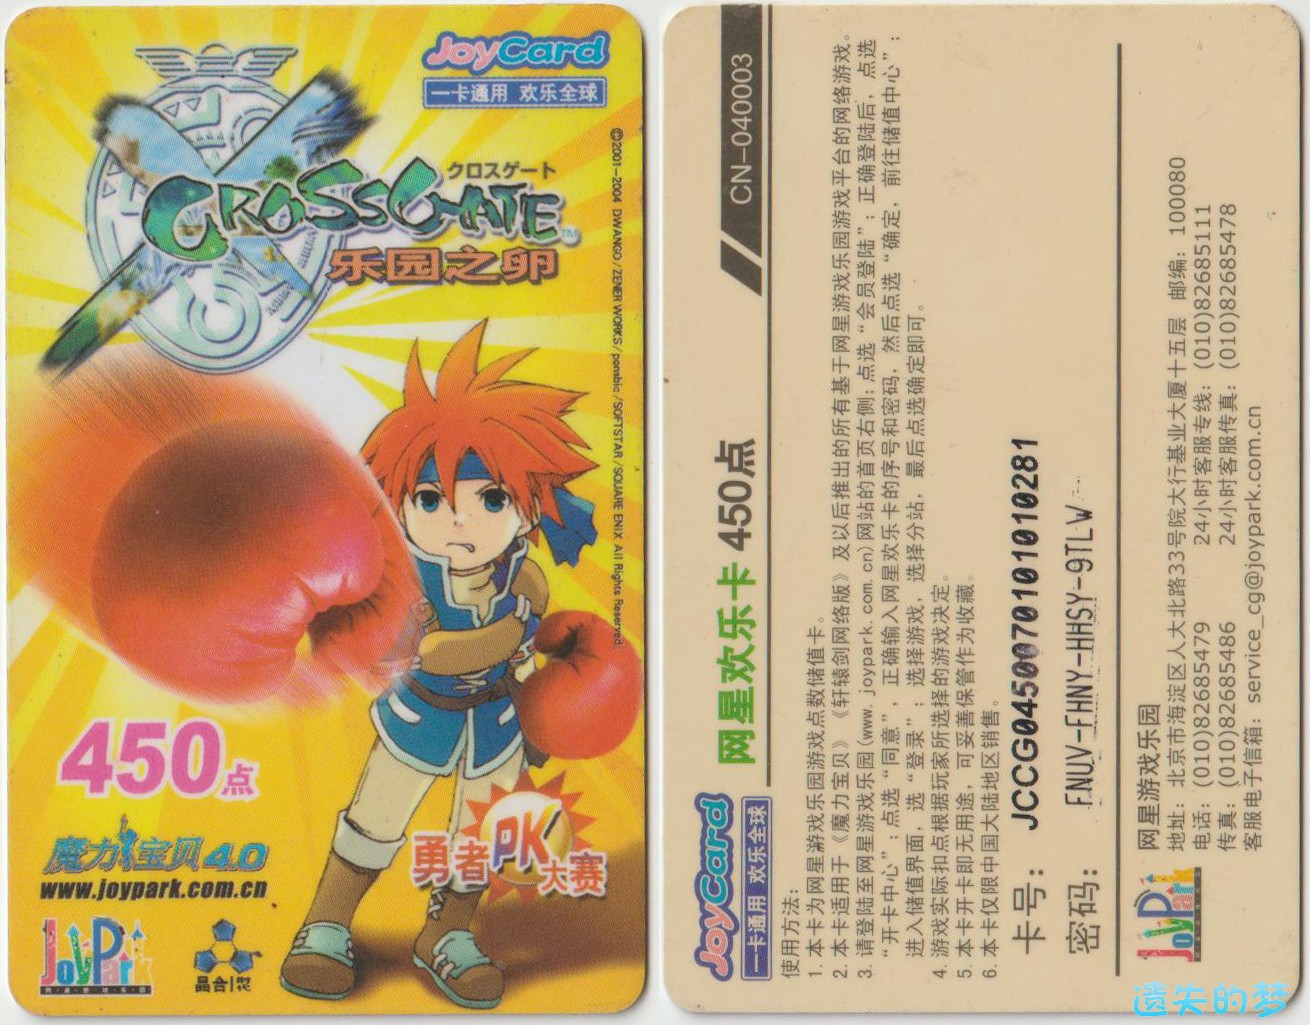 JoyCard
一卡通用 欢乐全球
クロスゲート
CROSSGATE™
乐园之卵
©2001-2004 DWANGO/ZENER WORKS/ponsbic/SOFTSTAR/SQUARE ENIX All Rights Reserved.
450点
魔力宝贝4.0
www.joypark.com.cn
勇者PK大赛
JoyPark
JoyCard
一卡通用 欢乐全球
网星欢乐卡 450点
CN-040003
使用方法：
1. 本卡为网星游戏乐园游戏点数储值卡。
2. 本卡适用于《魔力宝贝》《轩辕剑网络版》及以后推出的所有基于网星游戏乐园游戏平台的网络游戏。
3. 请登陆至网星游戏乐园(www.joypark.com.cn)网站的首页右侧;点选“会员登陆”;正确登陆后,点选
“开卡中心”;点选“同意”,正确输入网星欢乐卡的序号和密码,然后点选“确定,前往储值中心”;
进入储值界面,选“登录”;选择游戏,选择分站,最后点选确定即可。
4. 游戏实际扣点根据玩家所选择的游戏决定。
5. 本卡开卡即无用途,可妥善保管作为收藏。
6. 本卡仅限中国大陆地区销售。
卡号： JCCG0450070101010281
密码： FNUV-FHNY-HHSY-9TLW
JoyPark
网星游戏乐园
地址：北京市海淀区人大北路33号院大行基业大厦十五层 邮编：100080
电话：(010)82685479 24小时客服专线：(010)82685111
传真：(010)82685486 24小时客服传真：(010)82685478
客服电子信箱：service_cg@joypark.com.cn
遗失的梦